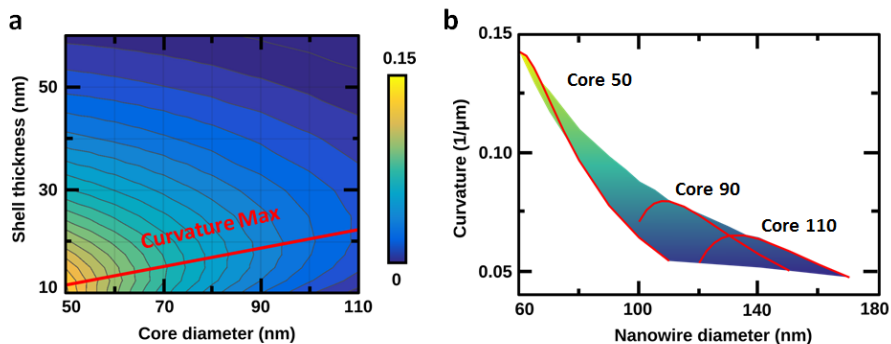 a
Shell thickness (nm)
50
30
10
Curvature Max
50
70
90
110
Core diameter (nm)
0.15
0
b
Curvature (1/µm)
0.15
0.10
0.05
Core 50
Core 90
Core 110
60
100
140
180
Nanowire diameter (nm)